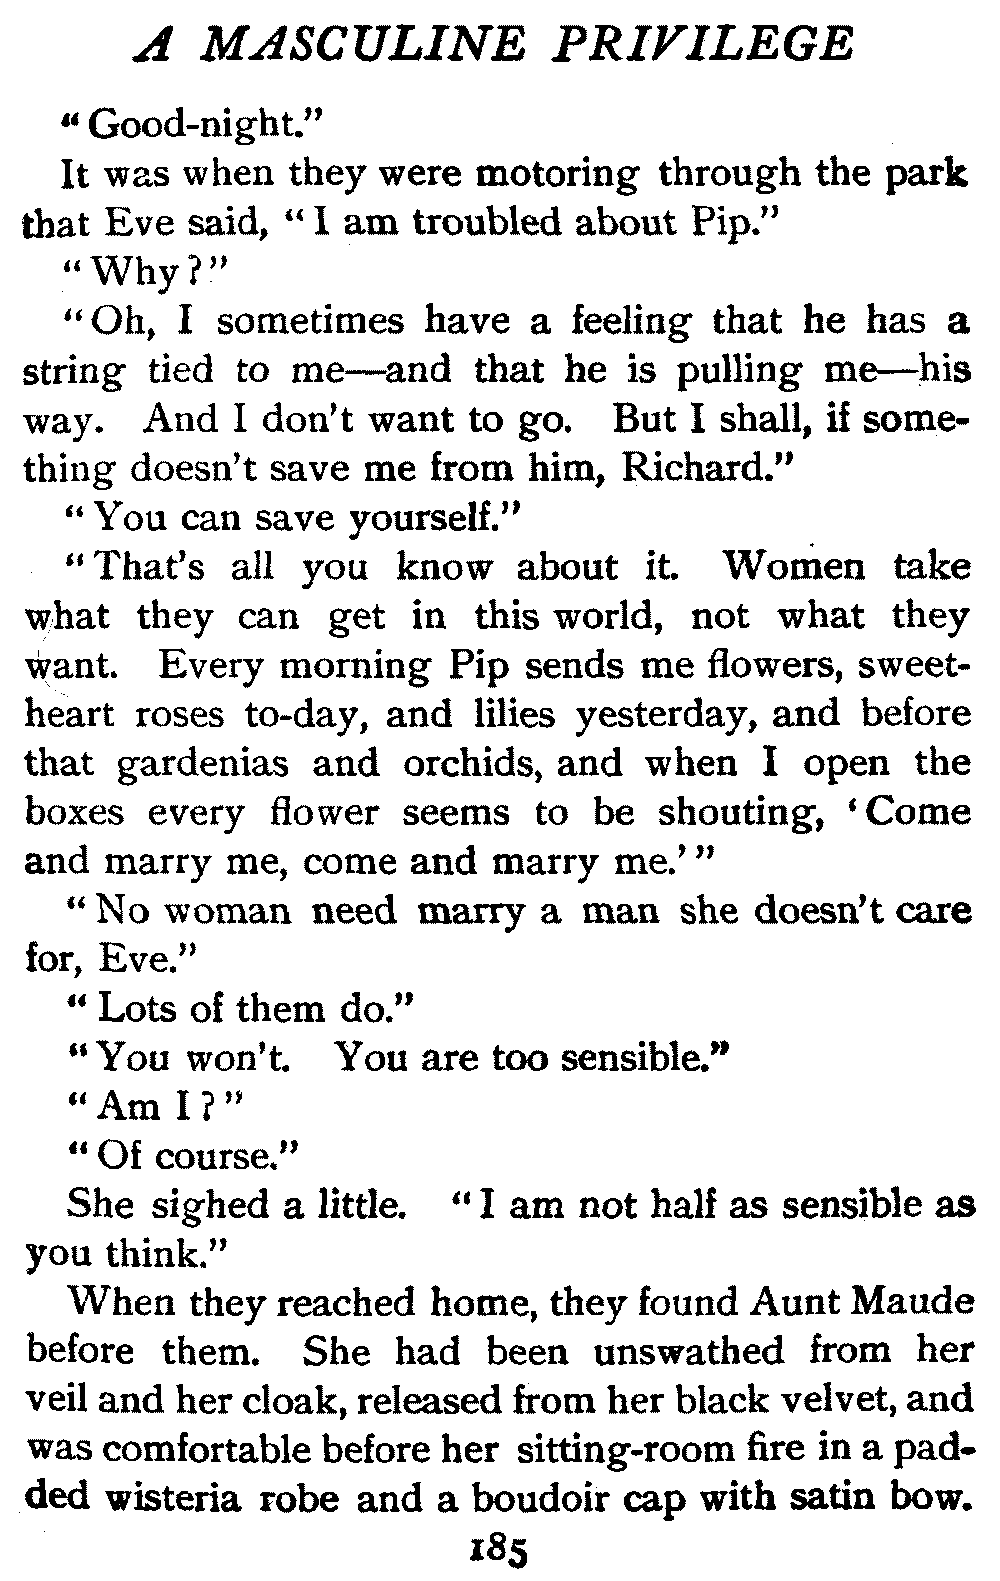 A MASCULINE PRIVILEGE
"Good-night."
It was when they were motoring through the park
that Eve said, "I am troubled about Pip."
"Why?"
"Oh, I sometimes have a feeling that he has a
string tied to me—and that he is pulling me—his
way. And I don't want to go. But I shall, if some-
thing doesn't save me from him, Richard."
"You can save yourself."
"That's all you know about it. Women take
what they can get in this world, not what they
want. Every morning Pip sends me flowers, sweet-
heart roses to-day, and lilies yesterday, and before
that gardenias and orchids, and when I open the
boxes every flower seems to be shouting, 'Come
and marry me, come and marry me.'"
"No woman need marry a man she doesn't care
for, Eve."
"Lots of them do."
"You won't. You are too sensible."
"Am I?"
"Of course."
She sighed a little. "I am not half as sensible as
you think."
When they reached home, they found Aunt Maude
before them. She had been unswathed from her
veil and her cloak, released from her black velvet, and
was comfortable before her sitting-room fire in a pad-
ded wisteria robe and a boudoir cap with satin bow.
185